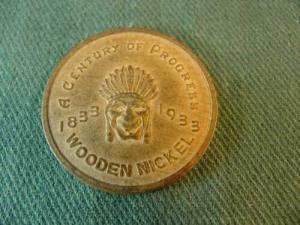 A CENTURY OF PROGRESS
1833 1933
WOODEN NICKEL